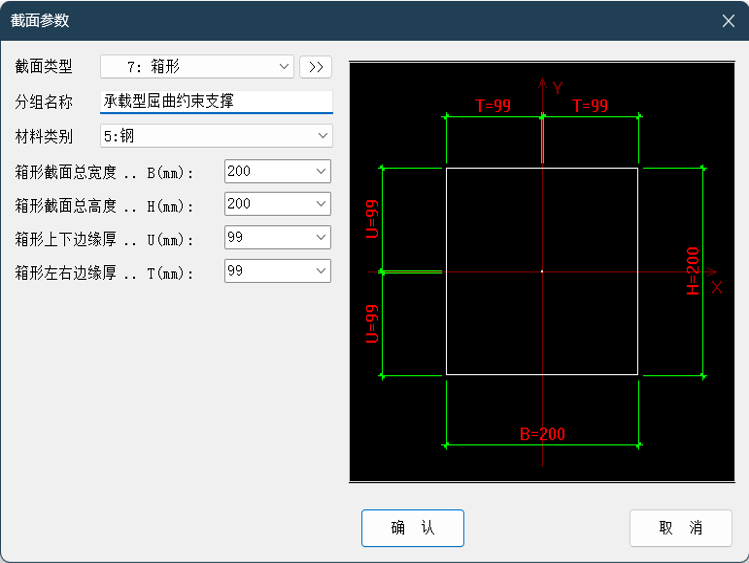 截面参数
截面类型 7: 箱形 >>
分组名称 承载型屈曲约束支撑
材料类别 5:钢
箱形截面总宽度 .. B(mm): 200
箱形截面总高度 .. H(mm): 200
箱形上下边缘厚 .. U(mm): 99
箱形左右边缘厚 .. T(mm): 99
Y
T=99 T=99
U=99
H=200
X
U=99
B=200
确 认 取 消